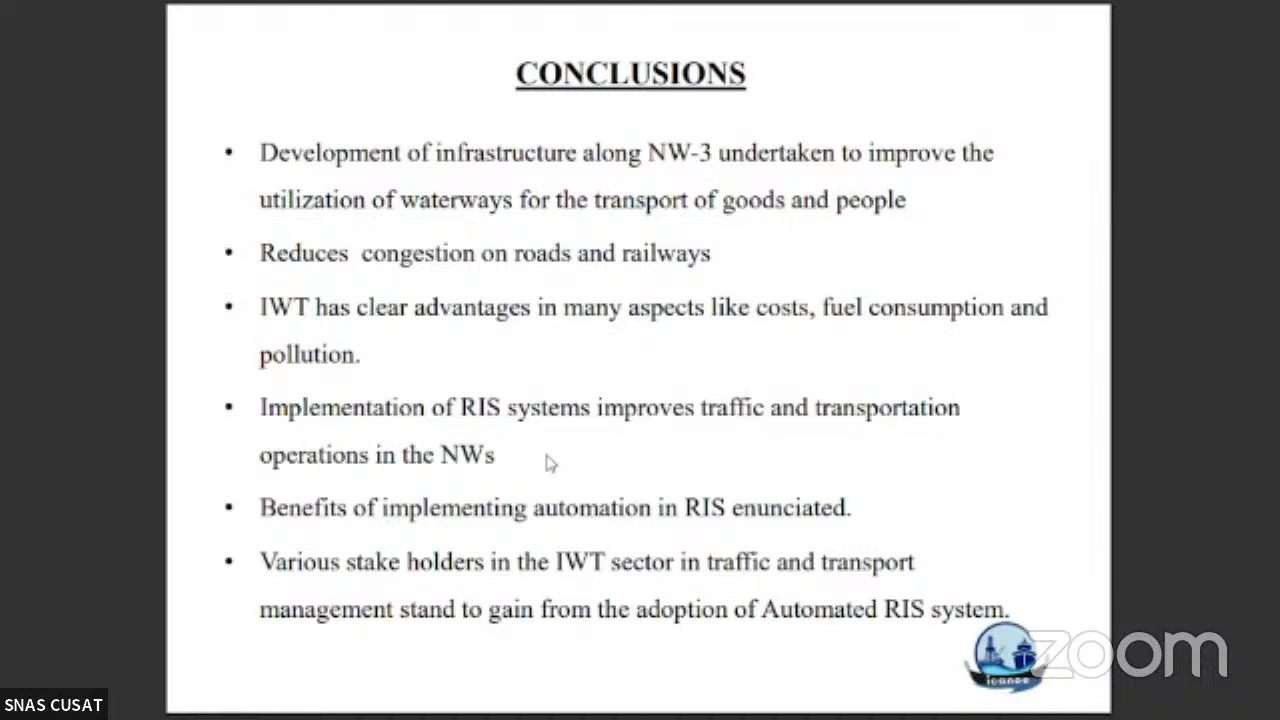 CONCLUSIONS
• Development of infrastructure along NW-3 undertaken to improve the
utilization of waterways for the transport of goods and people
• Reduces congestion on roads and railways
• IWT has clear advantages in many aspects like costs, fuel consumption and
pollution.
• Implementation of RIS systems improves traffic and transportation
operations in the NWs
• Benefits of implementing automation in RIS enunciated.
• Various stake holders in the IWT sector in traffic and transport
management stand to gain from the adoption of Automated RIS system.
icanoe
zoom
SNAS CUSAT